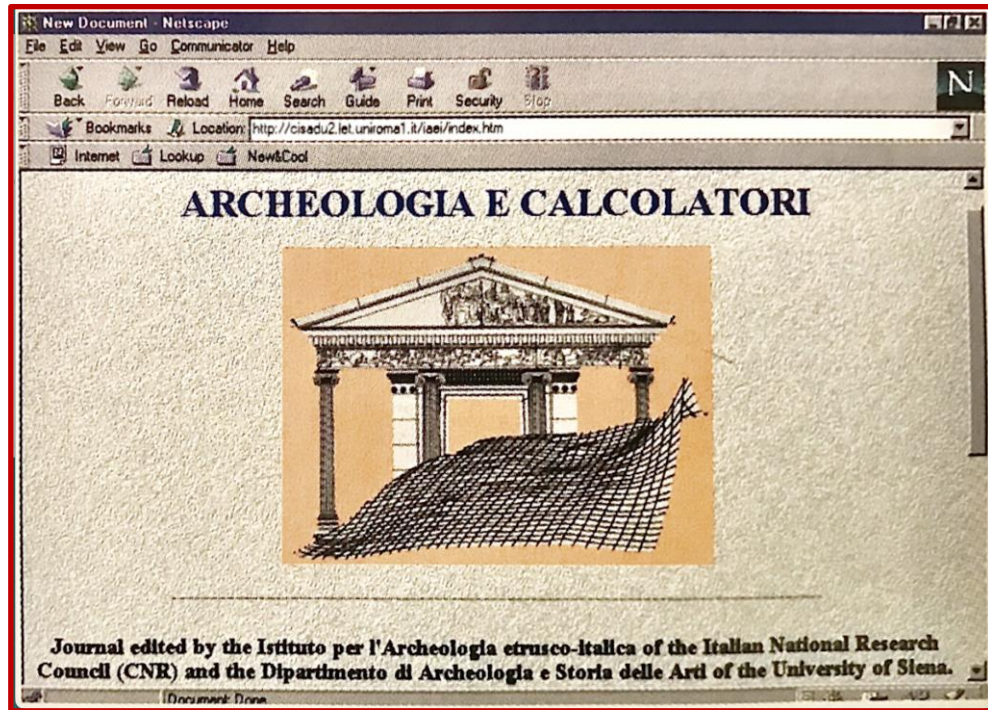 New Document - Netscape
File Edit View Go Communicator Help
Back Forward Reload Home Search Guide Print Security Stop
Bookmarks Location: http://cisadu2.let.uniroma1.it/iaei/index.htm
N
Internet Lookup New&Cool
ARCHEOLOGIA E CALCOLATORI
Journal edited by the Istituto per l'Archeologia etrusco-italica of the Italian National Research
Council (CNR) and the Dipartimento di Archeologia e Storia delle Arti of the University of Siena.
Document: Done